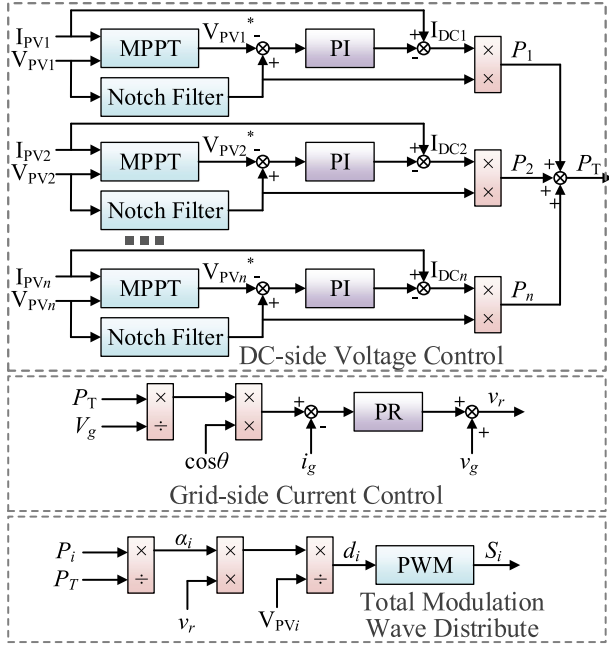 I_PV1 MPPT V_PV1* - + PI + - I_DC1 × × P_1
V_PV1 Notch Filter
I_PV2 MPPT V_PV2* - + PI + - I_DC2 × × P_2 + + + P_T
V_PV2 Notch Filter
I_PVn MPPT V_PVn* - + PI + - I_DCn × × P_n
V_PVn Notch Filter
DC-side Voltage Control
P_T × × + - PR + + v_r
V_g ÷ ×
cosθ i_g v_g
Grid-side Current Control
P_i × α_i × × d_i PWM S_i
P_T ÷ × ÷
v_r V_PVi
Total Modulation
Wave Distribute